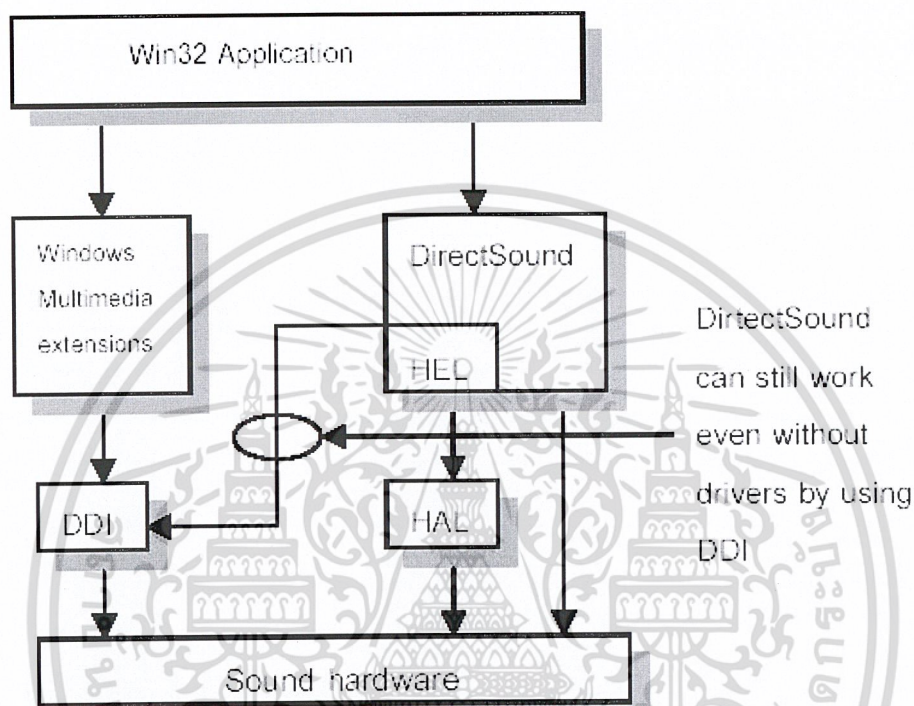 Win32 Application
Windows
Multimedia
extensions
DirectSound
HEL
DirtectSound
can still work
even without
drivers by using
DDI
DDI
HAL
Sound hardware